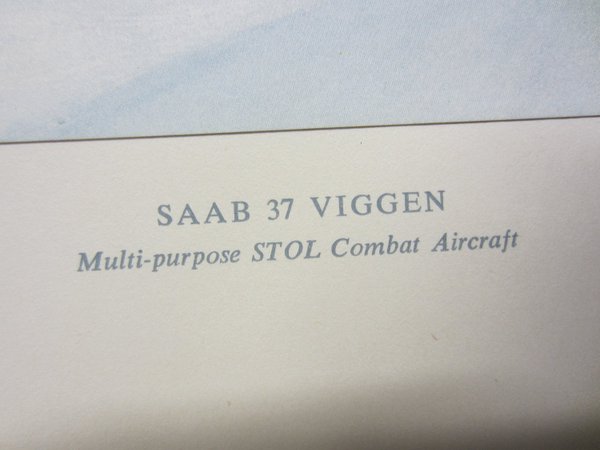 SAAB 37 VIGGEN
Multi-purpose STOL Combat Aircraft